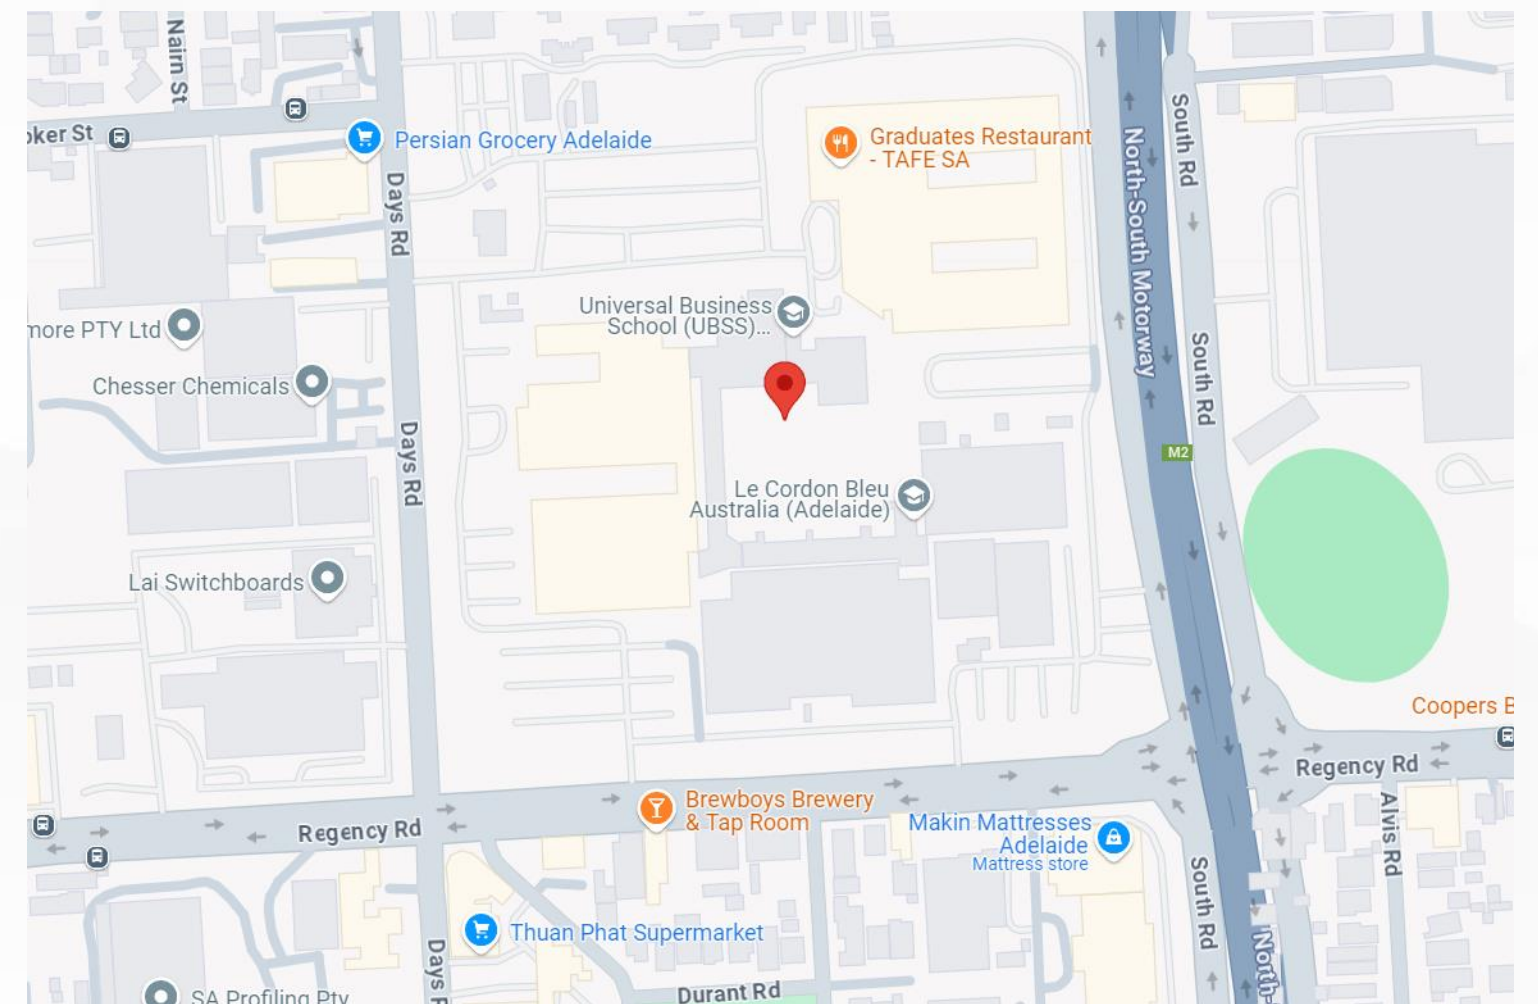 Nairn St
oker St
Persian Grocery Adelaide
Graduates Restaurant
- TAFE SA
South Rd
North-South Motorway
Days Rd
Universal Business
School (UBSS)...
more PTY Ltd
South Rd
Chesser Chemicals
Days Rd
M2
Le Cordon Bleu
Australia (Adelaide)
Lai Switchboards
Coopers B
Regency Rd
Brewboys Brewery
& Tap Room
Regency Rd
Makin Mattresses
Adelaide
Mattress store
Alvis Rd
South Rd
Thuan Phat Supermarket
Days R
North-
Durant Rd
SA Profiling Pty